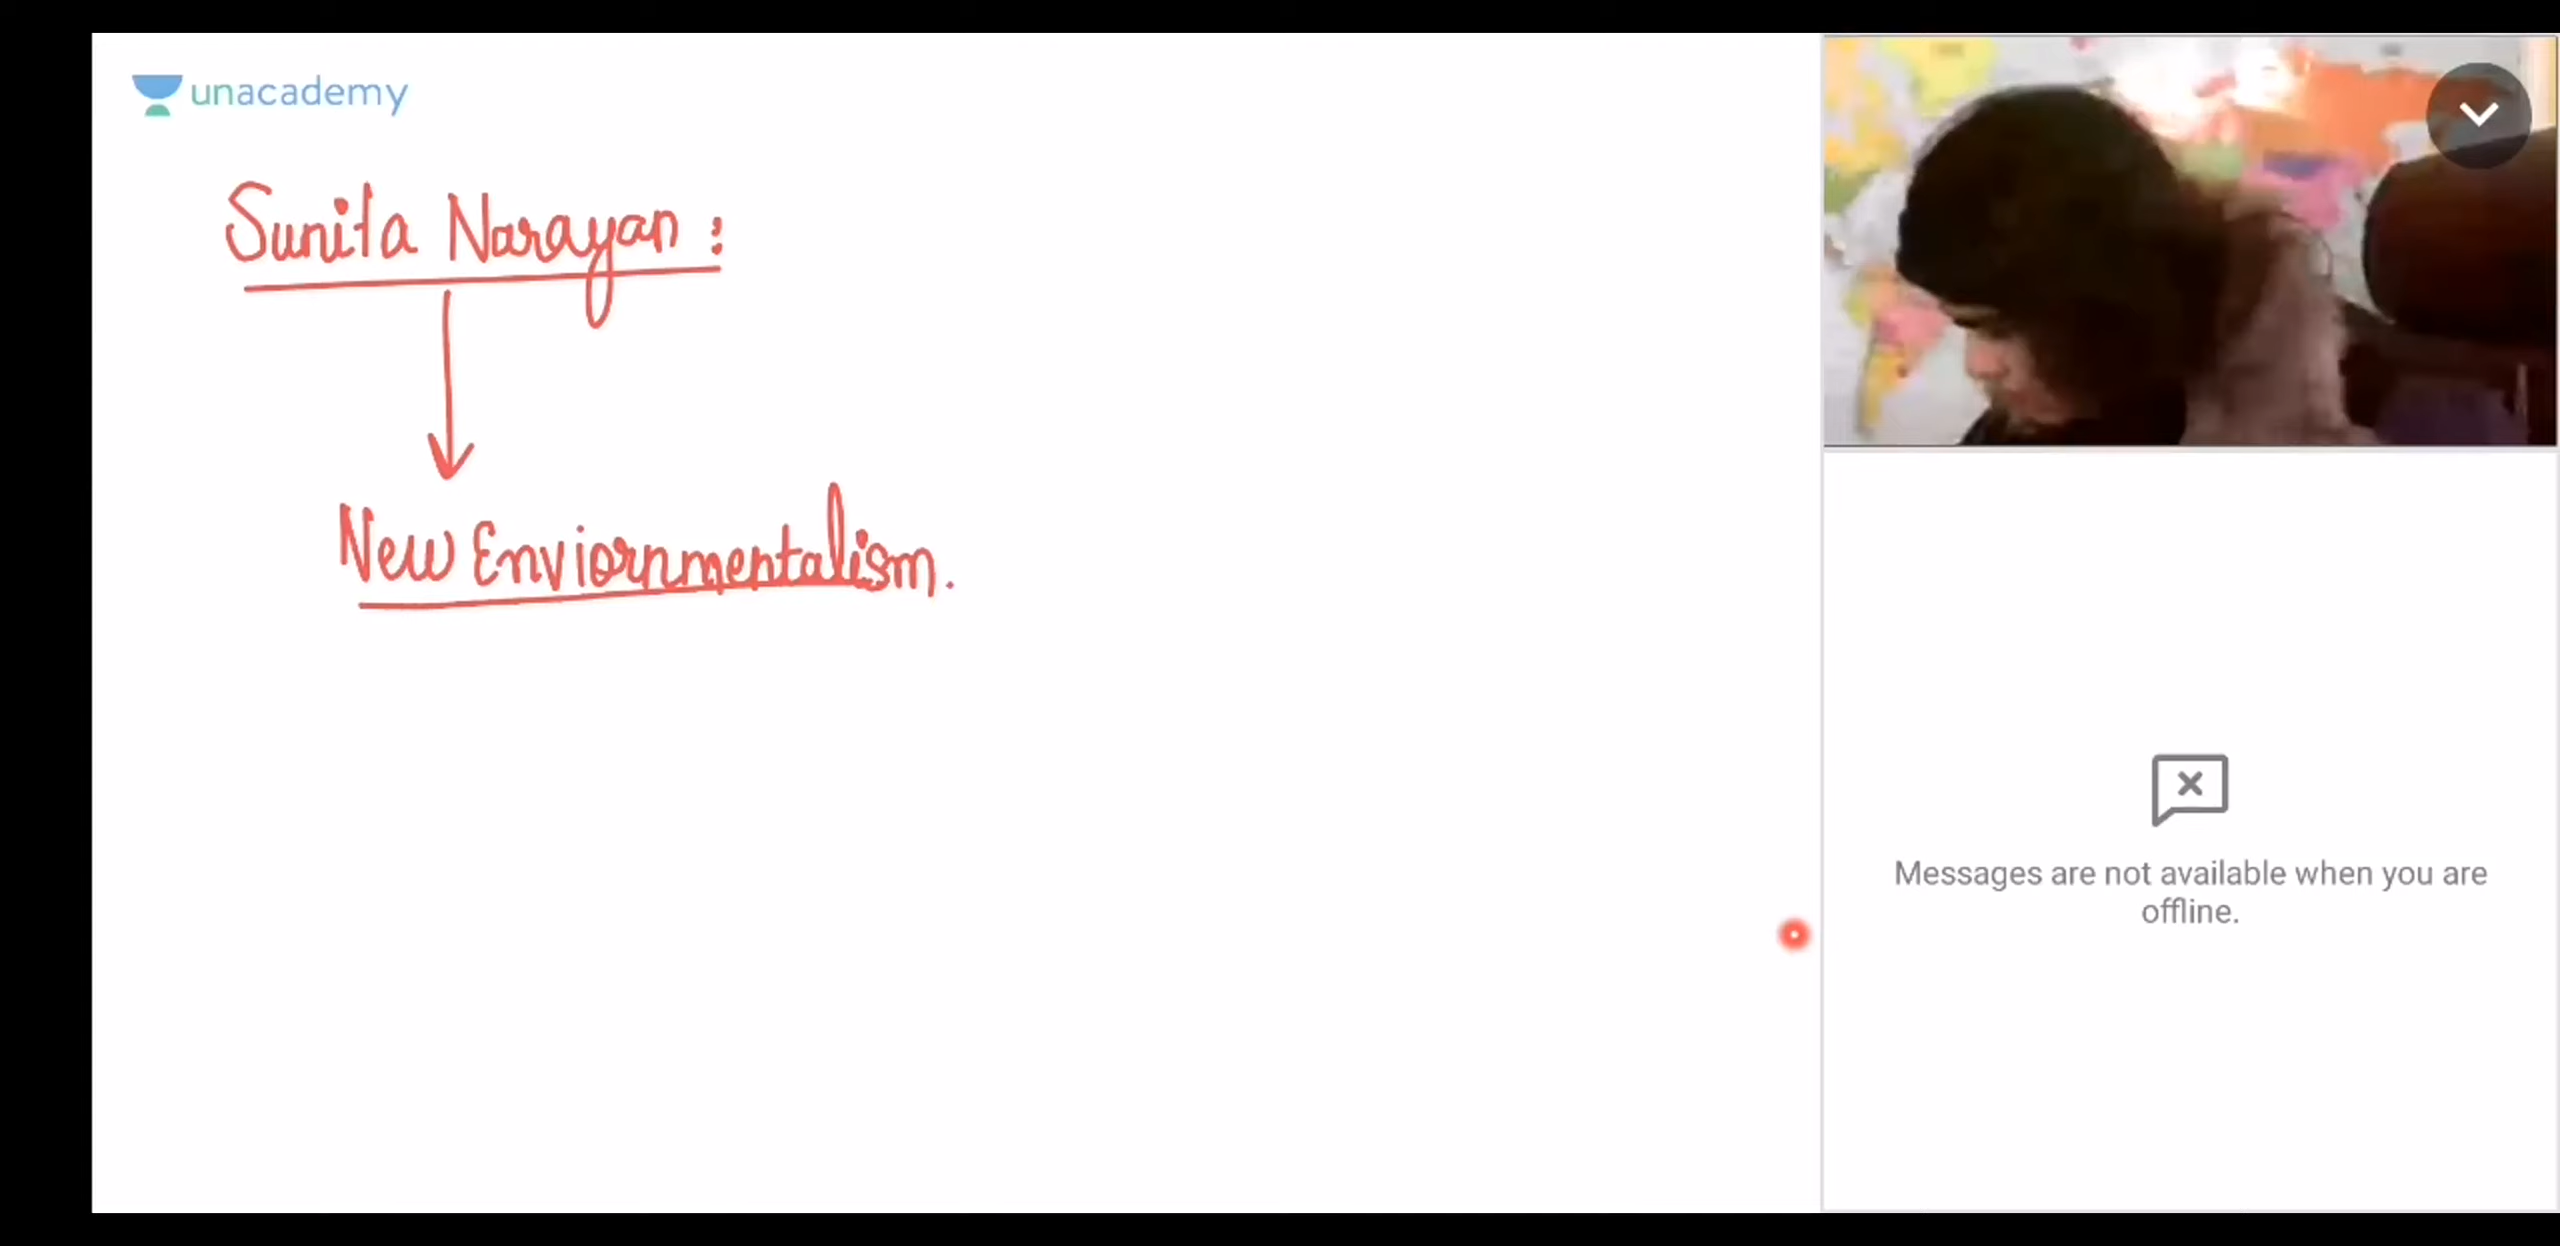 unacademy
Sunita Narayan :
New Enviornmentalism.
Messages are not available when you are
offline.